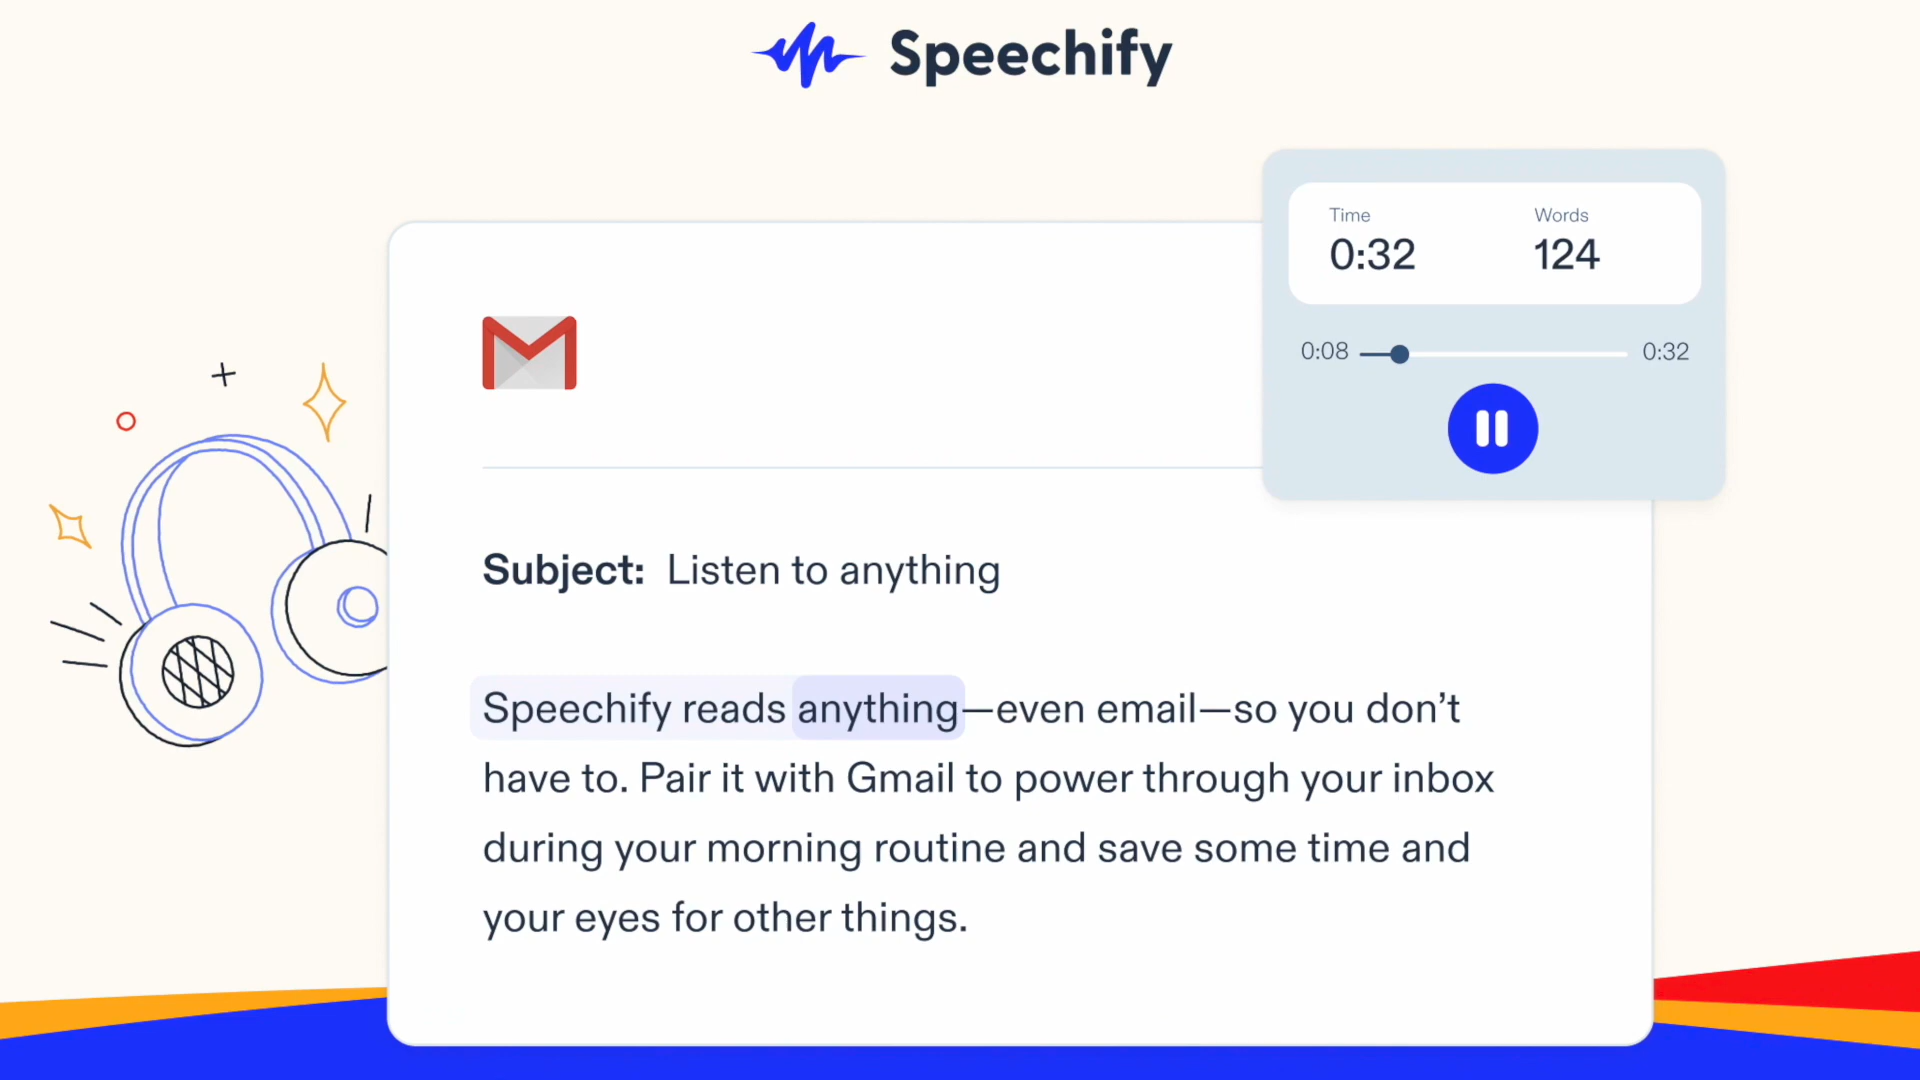 Speechify
Time
Words
0:32
124
0:08
0:32
Subject: Listen to anything
Speechify reads anything—even email—so you don’t
have to. Pair it with Gmail to power through your inbox
during your morning routine and save some time and
your eyes for other things.